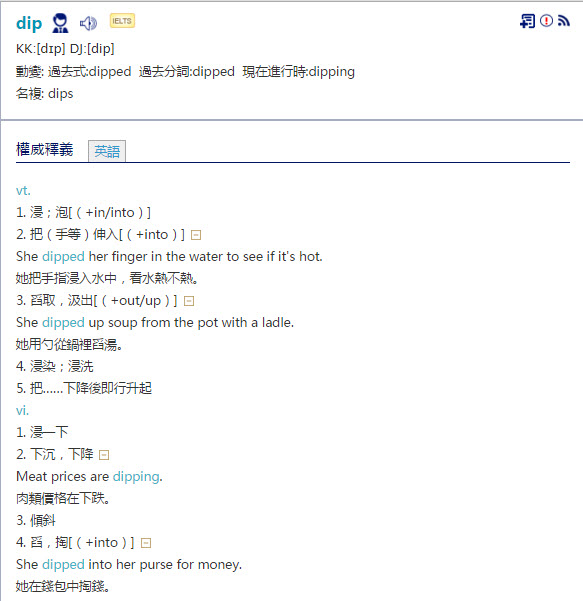 dip IELTS
KK:[dɪp] DJ:[dip]
動變: 過去式:dipped 過去分詞:dipped 現在進行時:dipping
名複: dips
權威釋義 英語
vt.
1. 浸；泡[（+in/into）]
2. 把（手等）伸入[（+into）]
She dipped her finger in the water to see if it's hot.
她把手指浸入水中，看水熱不熱。
3. 舀取，汲出[（+out/up）]
She dipped up soup from the pot with a ladle.
她用勺從鍋裡舀湯。
4. 浸染；浸洗
5. 把……下降後即行升起
vi.
1. 浸一下
2. 下沉，下降
Meat prices are dipping.
肉類價格在下跌。
3. 傾斜
4. 舀，掏[（+into）]
She dipped into her purse for money.
她在錢包中掏錢。